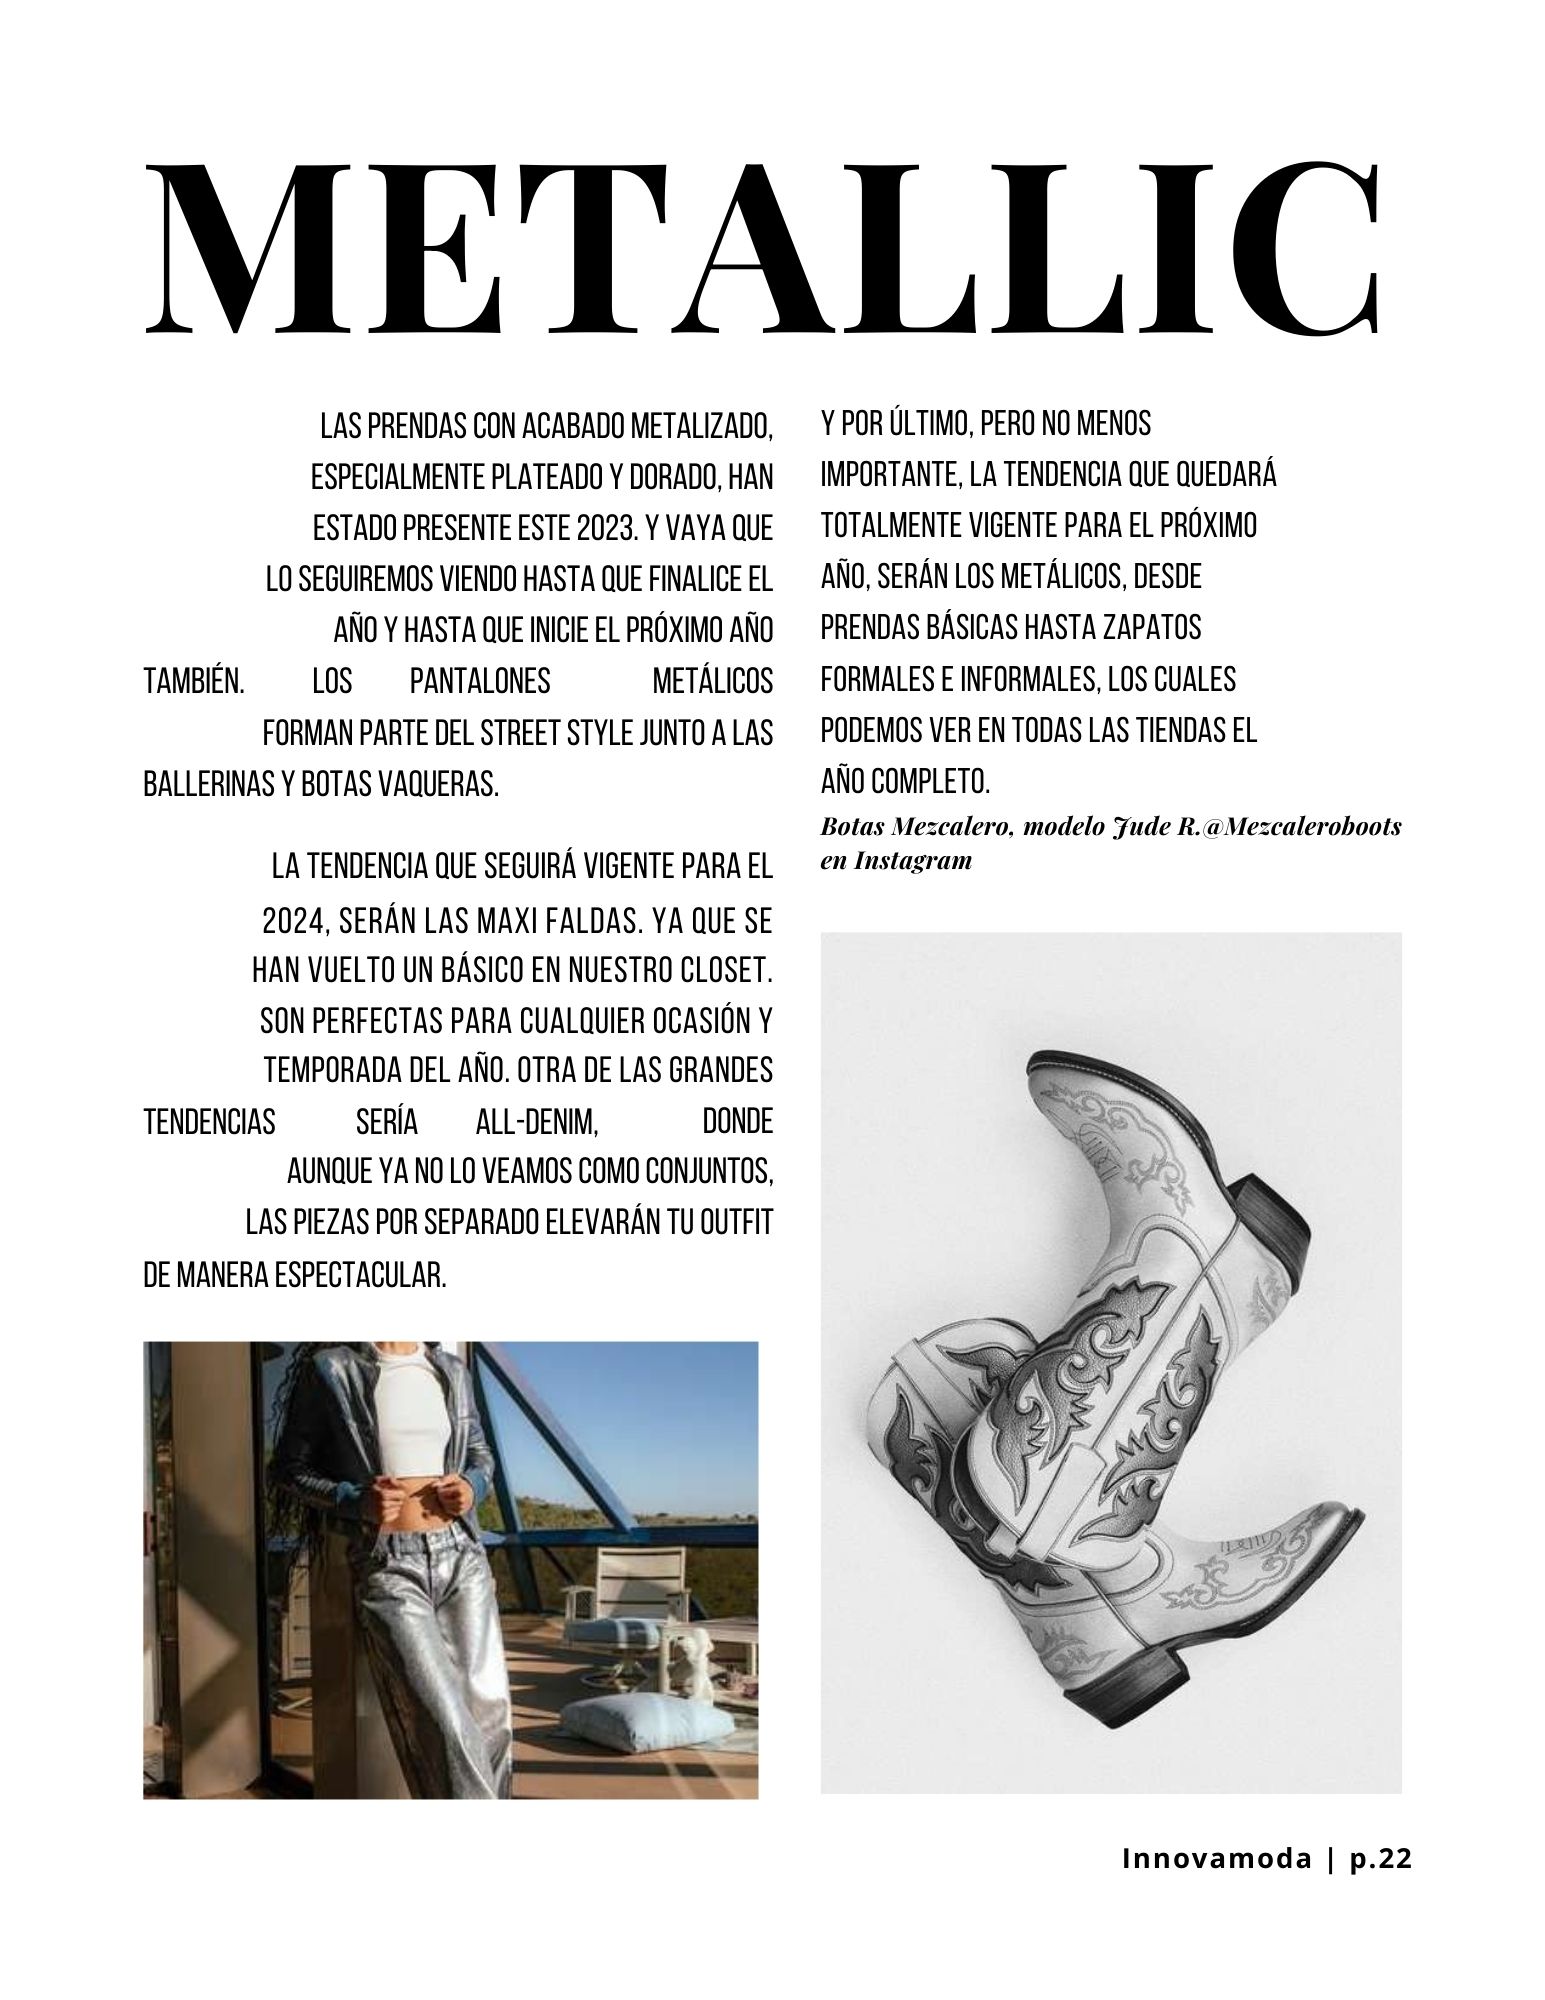 METALLIC
LAS PRENDAS CON ACABADO METALIZADO,
ESPECIALMENTE PLATEADO Y DORADO, HAN
ESTADO PRESENTE ESTE 2023. Y VAYA QUE
LO SEGUIREMOS VIENDO HASTA QUE FINALICE EL
AÑO Y HASTA QUE INICIE EL PRÓXIMO AÑO
TAMBIÉN. LOS PANTALONES METÁLICOS
FORMAN PARTE DEL STREET STYLE JUNTO A LAS
BALLERINAS Y BOTAS VAQUERAS.
LA TENDENCIA QUE SEGUIRÁ VIGENTE PARA EL
2024, SERÁN LAS MAXI FALDAS. YA QUE SE
HAN VUELTO UN BÁSICO EN NUESTRO CLOSET.
SON PERFECTAS PARA CUALQUIER OCASIÓN Y
TEMPORADA DEL AÑO. OTRA DE LAS GRANDES
TENDENCIAS SERÍA ALL-DENIM, DONDE
AUNQUE YA NO LO VEAMOS COMO CONJUNTOS,
LAS PIEZAS POR SEPARADO ELEVARÁN TU OUTFIT
DE MANERA ESPECTACULAR.
Y POR ÚLTIMO, PERO NO MENOS
IMPORTANTE, LA TENDENCIA QUE QUEDARÁ
TOTALMENTE VIGENTE PARA EL PRÓXIMO
AÑO, SERÁN LOS METÁLICOS, DESDE
PRENDAS BÁSICAS HASTA ZAPATOS
FORMALES E INFORMALES, LOS CUALES
PODEMOS VER EN TODAS LAS TIENDAS EL
AÑO COMPLETO.
Botas Mezcalero, modelo Jude R.@Mezcaleroboots
en Instagram
Innovamoda | p.22